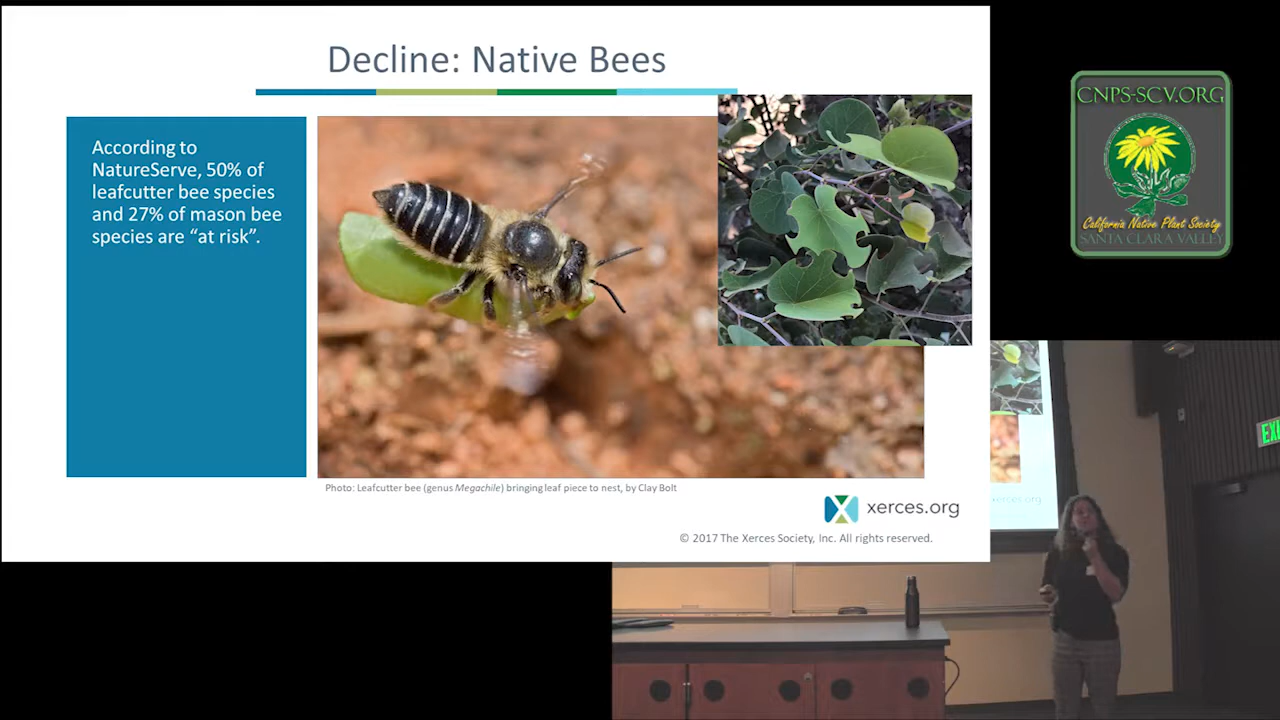 Decline: Native Bees
According to
NatureServe, 50% of
leafcutter bee species
and 27% of mason bee
species are “at risk”.
Photo: Leafcutter bee (genus Megachile) bringing leaf piece to nest, by Clay Bolt
xerces.org
© 2017 The Xerces Society, Inc. All rights reserved.
CNPS-SCV.ORG
California Native Plant Society
SANTA CLARA VALLEY
xerces.org